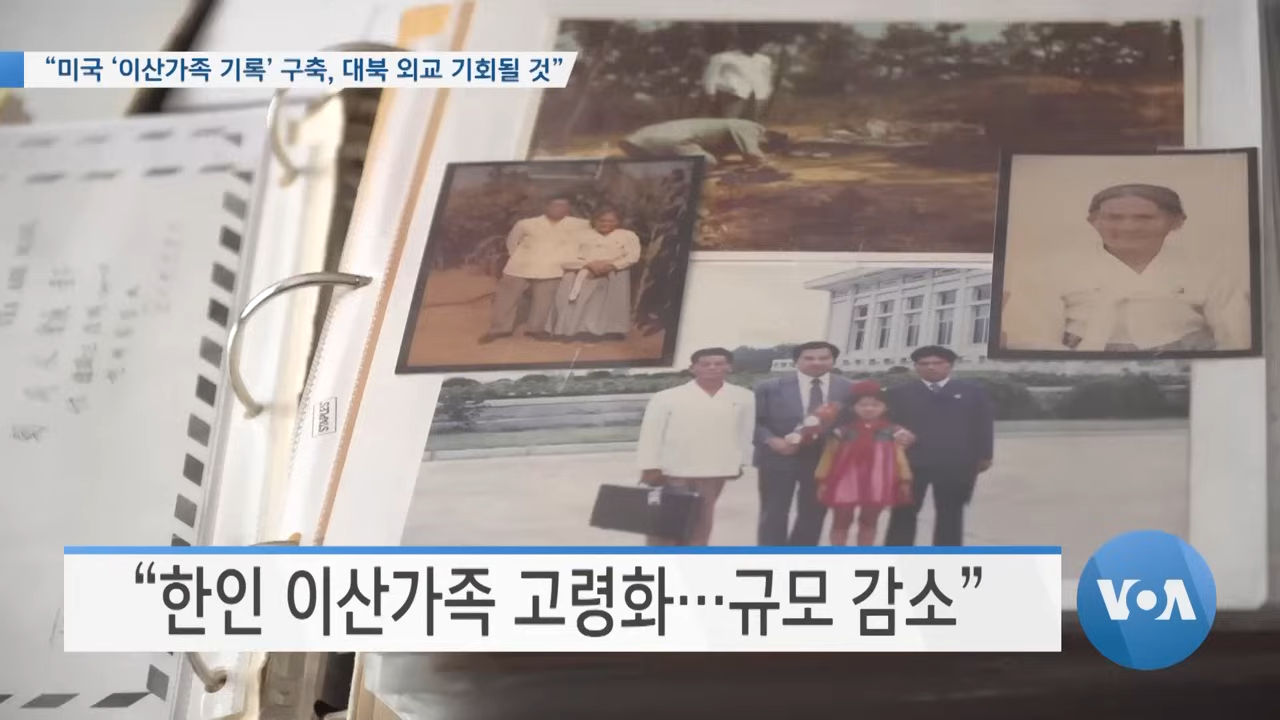 “미국 ‘이산가족 기록’ 구축, 대북 외교 기회될 것”
STAPLES
“한인 이산가족 고령화…규모 감소”
VOA